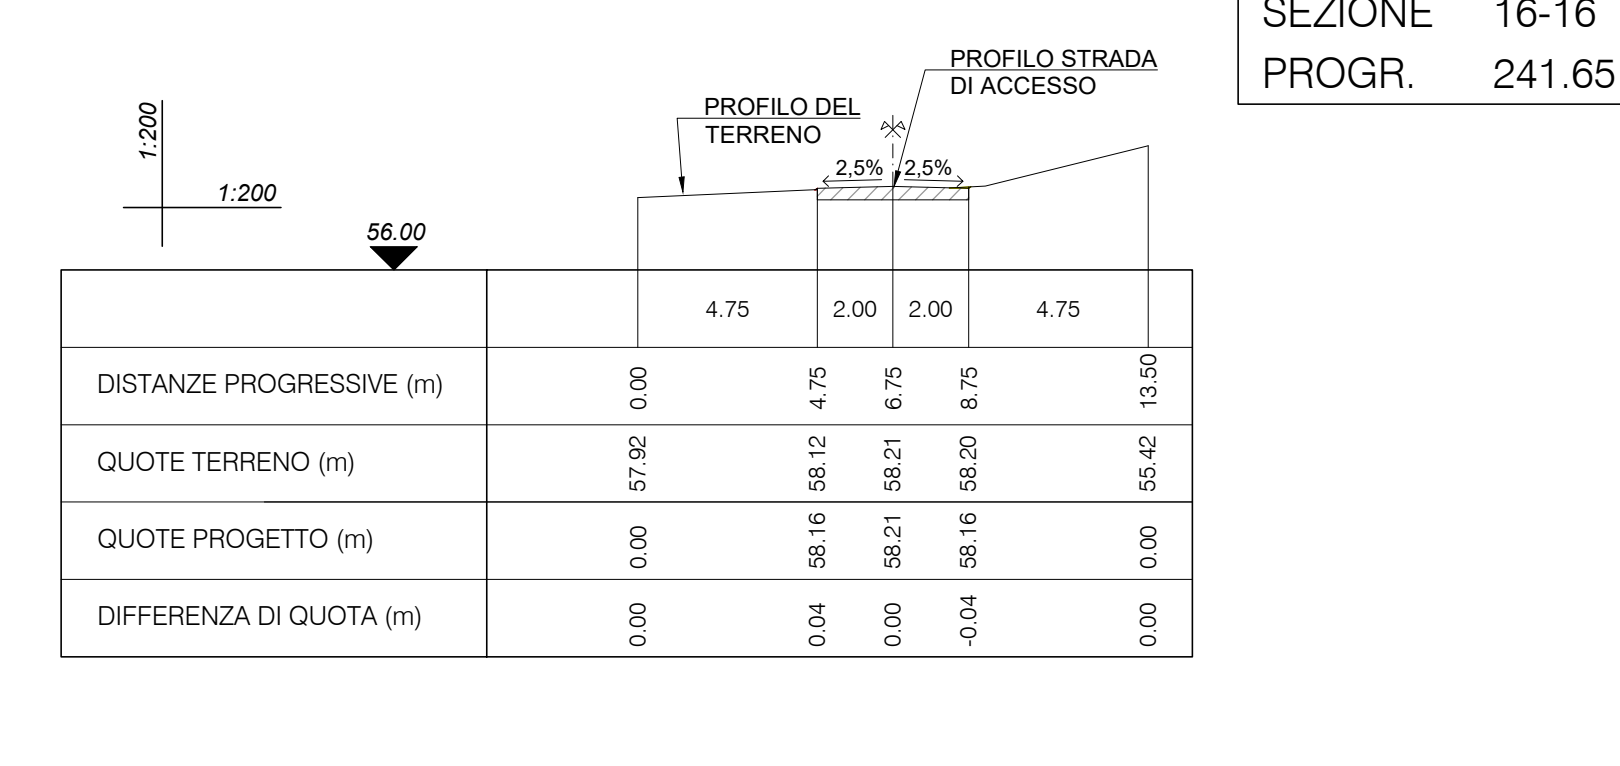 SEZIONE 16-16
PROGR. 241.65
PROFILO STRADA
DI ACCESSO
PROFILO DEL
TERRENO
1:200
1:200
2,5% 2,5%
56.00
4.75 2.00 2.00 4.75
DISTANZE PROGRESSIVE (m) 0.00 4.75 6.75 8.75 13.50
QUOTE TERRENO (m) 57.92 58.12 58.21 58.20 55.42
QUOTE PROGETTO (m) 0.00 58.16 58.21 58.16 0.00
DIFFERENZA DI QUOTA (m) 0.00 0.04 0.00 -0.04 0.00